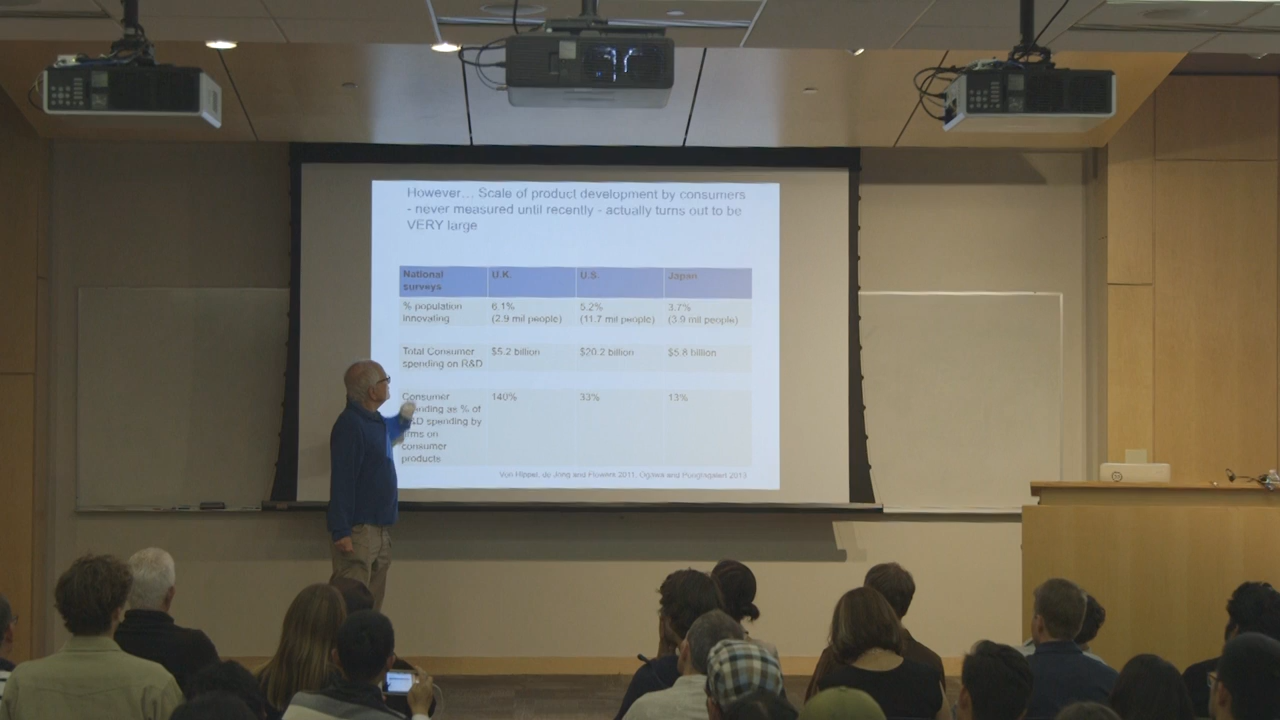 However... Scale of product development by consumers
- never measured until recently - actually turns out to be
VERY large
National
surveys
U.K.
U.S.
Japan
% population
innovating
6.1%
(2.9 mil people)
5.2%
(11.7 mil people)
3.7%
(3.9 mil people)
Total Consumer
spending on R&D
$5.2 billion
$20.2 billion
$5.8 billion
Consumer
ending as % of
&D spending by
irms on
consumer
products
140%
33%
13%
Von Hippel, de Jong and Flowers 2011, Ogawa and Pongtanalert 2013